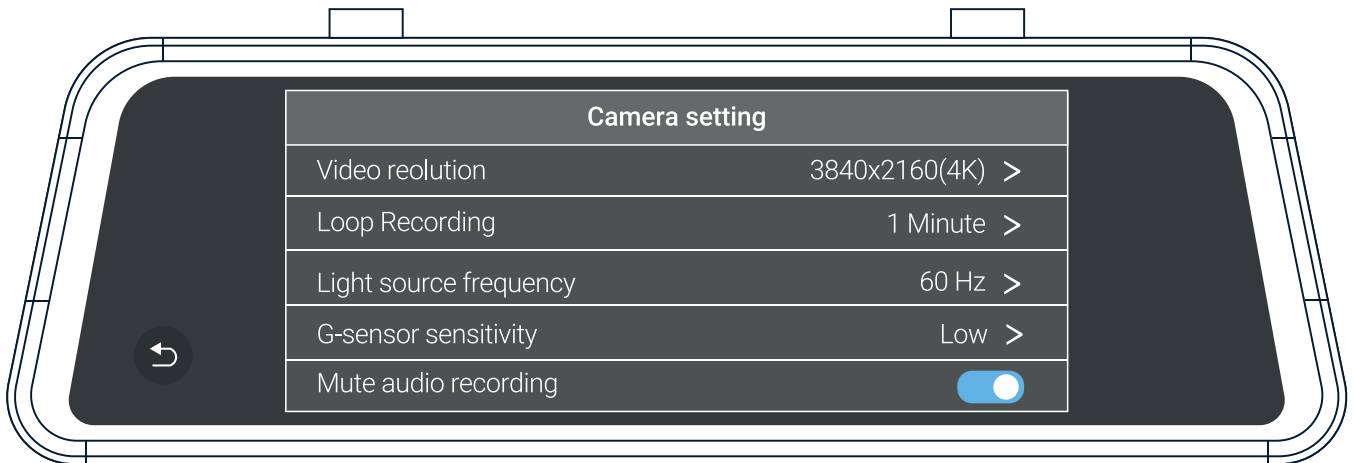 Camera setting
Video reolution 3840x2160(4K) >
Loop Recording 1 Minute >
Light source frequency 60 Hz >
G-sensor sensitivity Low >
Mute audio recording